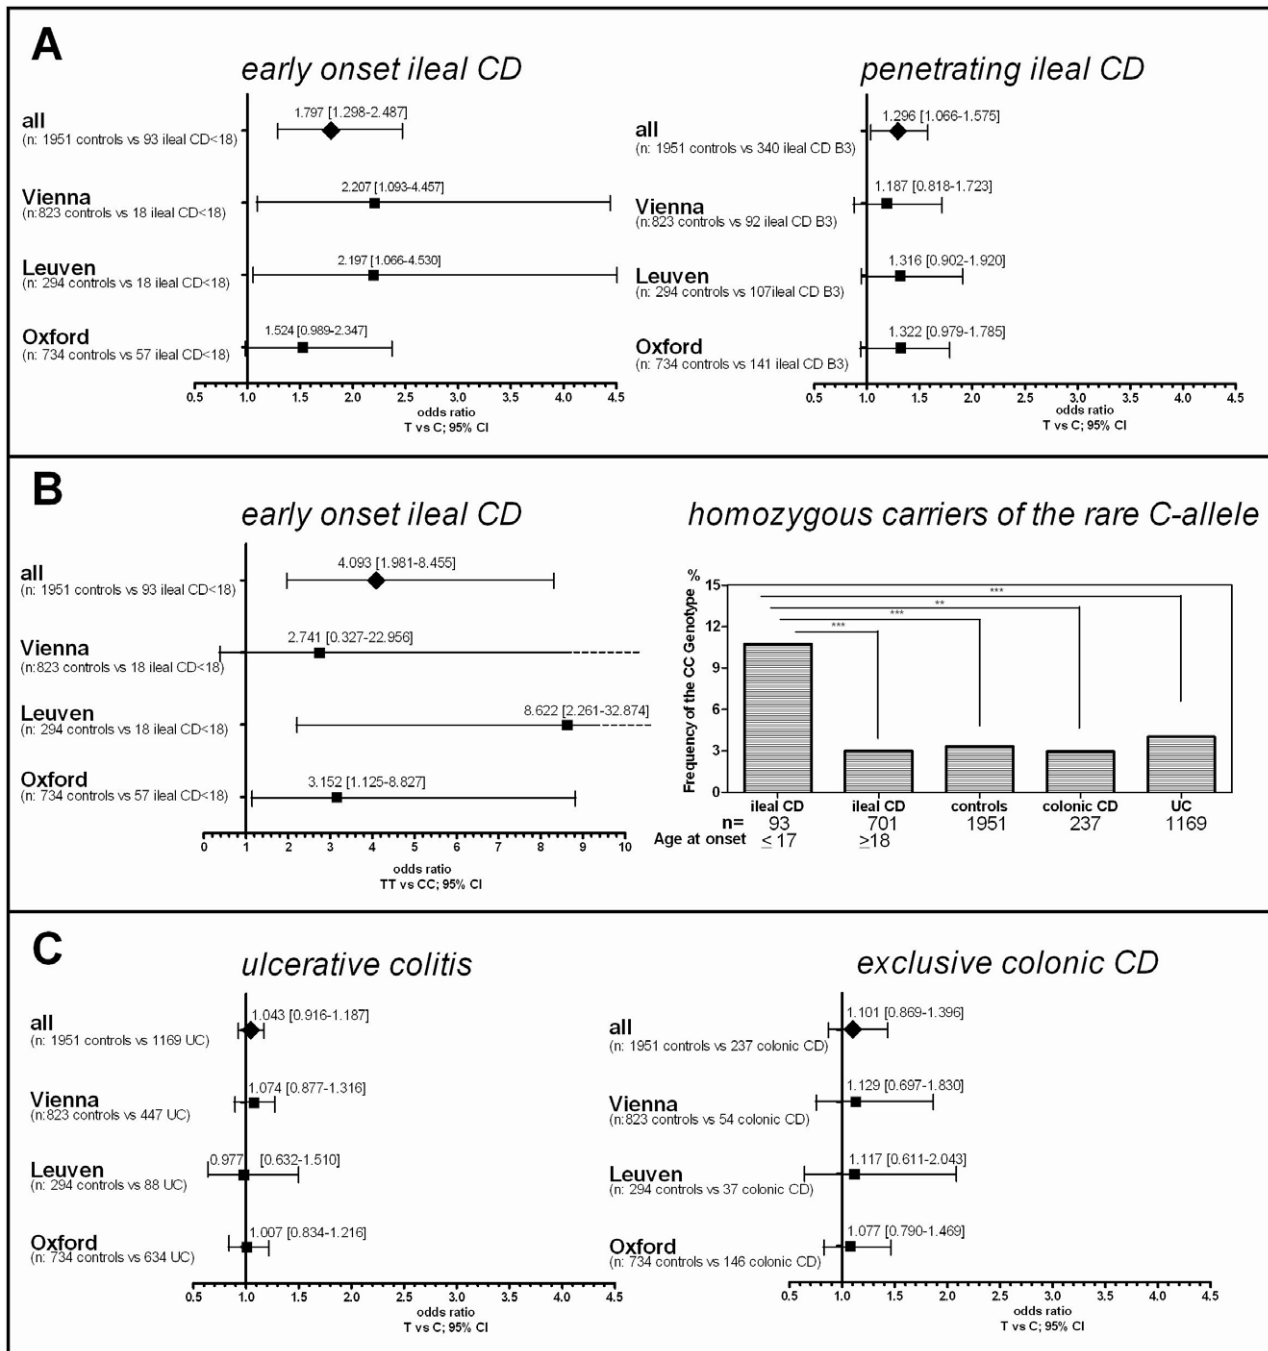 A
early onset ileal CD
all
(n: 1951 controls vs 93 ileal CD<18)
1.797 [1.298-2.487]
Vienna
(n:823 controls vs 18 ileal CD<18)
2.207 [1.093-4.457]
Leuven
(n: 294 controls vs 18 ileal CD<18)
2.197 [1.066-4.530]
Oxford
(n: 734 controls vs 57 ileal CD<18)
1.524 [0.989-2.347]
0.5 1.0 1.5 2.0 2.5 3.0 3.5 4.0 4.5
odds ratio
T vs C; 95% CI
penetrating ileal CD
all
(n: 1951 controls vs 340 ileal CD B3)
1.296 [1.066-1.575]
Vienna
(n:823 controls vs 92 ileal CD B3)
1.187 [0.818-1.723]
Leuven
(n: 294 controls vs 107ileal CD B3)
1.316 [0.902-1.920]
Oxford
(n: 734 controls vs 141 ileal CD B3)
1.322 [0.979-1.785]
0.5 1.0 1.5 2.0 2.5 3.0 3.5 4.0 4.5
odds ratio
T vs C; 95% CI
B
early onset ileal CD
all
(n: 1951 controls vs 93 ileal CD<18)
4.093 [1.981-8.455]
Vienna
(n:823 controls vs 18 ileal CD<18)
2.741 [0.327-22.956]
Leuven
(n: 294 controls vs 18 ileal CD<18)
8.622 [2.261-32.874]
Oxford
(n: 734 controls vs 57 ileal CD<18)
3.152 [1.125-8.827]
0 1 2 3 4 5 6 7 8 9 10
odds ratio
TT vs CC; 95% CI
homozygous carriers of the rare C-allele
%
Frequency of the CC Genotype
15
12
9
6
3
0
***
**
***
***
ileal CD ileal CD controls colonic CD UC
n= 93 701 1951 237 1169
Age at onset ≤ 17 ≥18
C
ulcerative colitis
all
(n: 1951 controls vs 1169 UC)
1.043 [0.916-1.187]
Vienna
(n:823 controls vs 447 UC)
1.074 [0.877-1.316]
Leuven
(n: 294 controls vs 88 UC)
0.977 [0.632-1.510]
Oxford
(n: 734 controls vs 634 UC)
1.007 [0.834-1.216]
0.5 1.0 1.5 2.0 2.5 3.0 3.5 4.0 4.5
odds ratio
T vs C; 95% CI
exclusive colonic CD
all
(n: 1951 controls vs 237 colonic CD)
1.101 [0.869-1.396]
Vienna
(n:823 controls vs 54 colonic CD)
1.129 [0.697-1.830]
Leuven
(n: 294 controls vs 37 colonic CD)
1.117 [0.611-2.043]
Oxford
(n: 734 controls vs 146 colonic CD)
1.077 [0.790-1.469]
0.5 1.0 1.5 2.0 2.5 3.0 3.5 4.0 4.5
odds ratio
T vs C; 95% CI